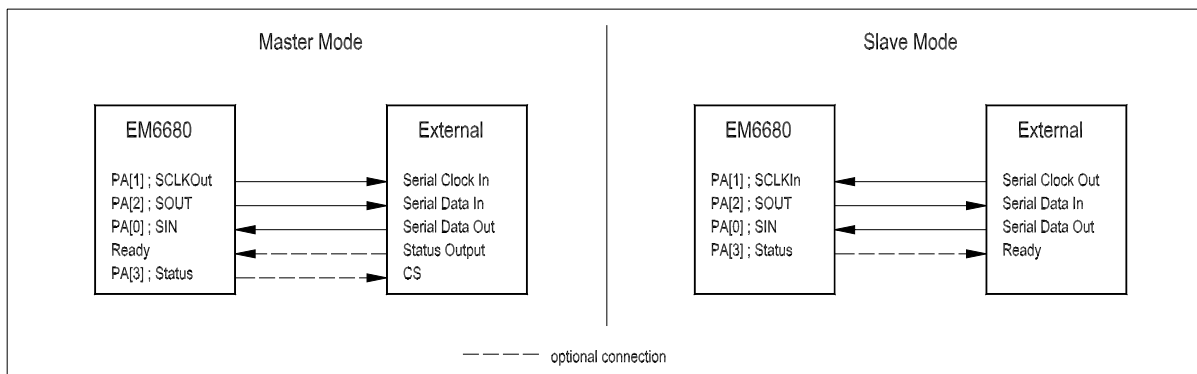 Master Mode
EM6680
PA[1] ; SCLKOut
PA[2] ; SOUT
PA[0] ; SIN
Ready
PA[3] ; Status
External
Serial Clock In
Serial Data In
Serial Data Out
Status Output
CS
Slave Mode
EM6680
PA[1] ; SCLKIn
PA[2] ; SOUT
PA[0] ; SIN
PA[3] ; Status
External
Serial Clock Out
Serial Data In
Serial Data Out
Ready
optional connection